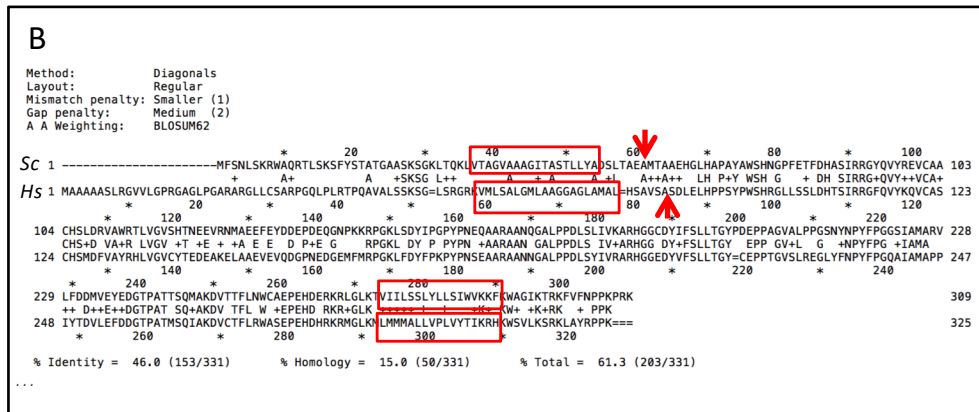 B
Method: Diagonals
Layout: Regular
Mismatch penalty: Smaller (1)
Gap penalty: Medium (2)
A A Weighting: BLOSUM62
* 20 * 40 * 60 * 80 * 100
Sc 1 ---------------------MFSNLSKRWAQRTLSKSFYSTATGAASKSGKLTQKLVTAGVAAAGITASTLLYADSLTAEAMTAAEHGLHAPAYAWSHNGPFETFDHASIRRGYQVYREVCAA 103
+ A+ A +SKSG L++ A + A A +L A++A++ LH P+Y WSH G + DH SIRRG+QVY++VCA+
Hs 1 MAAAAASLRGVVLGPRGAGLPGARARGLLCSARPGQLPLRTPQAVALSSKSG=LSRGRKVMLSALGMLAAGGAGLAMAL=HSAVSASDLELHPPSYPWSHRGLLSSLDHTSIRRGFQVYKQVCAS 123
* 20 * 40 * 60 * 80 * 100 * 120
* 120 * 140 * 160 * 180 * 200 * 220
104 CHSLDRVAWRTLVGVSHTNEEVRNMAEEFEYDDEPDEQGNPKKRPGKLSDYIPGPYPNEQAARAANQGALPPDLSLIVKARHGGCDYIFSLLTGYPDEPPAGVALPPGSNYNPYFPGGSIAMARV 228
CHS+D VA+R LVGV +T +E + +A E E D P+E G RPGKL DY P PYPN +AARAAN GALPPDLS IV+ARHGG DY+FSLLTGY EPP GV+L G +NPYFPG +IAMA
124 CHSMDFVAYRHLVGVCYTEDEAKELAAEVEVQDGPNEDGEMFMRPGKLFDYFPKPYPNSEAARAANNGALPPDLSYIVRARHGGEDYVFSLLTGY=CEPPTGVSLREGLYFNPYFPGQAIAMAPP 247
* 140 * 160 * 180 * 200 * 220 *
* 240 * 260 * 280 * 300
229 LFDDMVEYEDGTPATTSQMAKDVTTFLNWCAEPEHDERKRLGLKTVIILSSLYLLSIWVKKFKWAGIKTRKFVFNPPKPRK 309
++ D++E++DGTPAT SQ+AKDV TFL W +EPEHD RKR+GLK +++++ L L +K+ KW+ +K+RK + PPK
248 IYTDVLEFDDGTPATMSQIAKDVCTFLRWASEPEHDHRKRMGLKMLMMMALLVPLVYTIKRHKWSVLKSRKLAYRPPK=== 325
* 260 * 280 * 300 * 320
% Identity = 46.0 (153/331) % Homology = 15.0 (50/331) % Total = 61.3 (203/331)
...